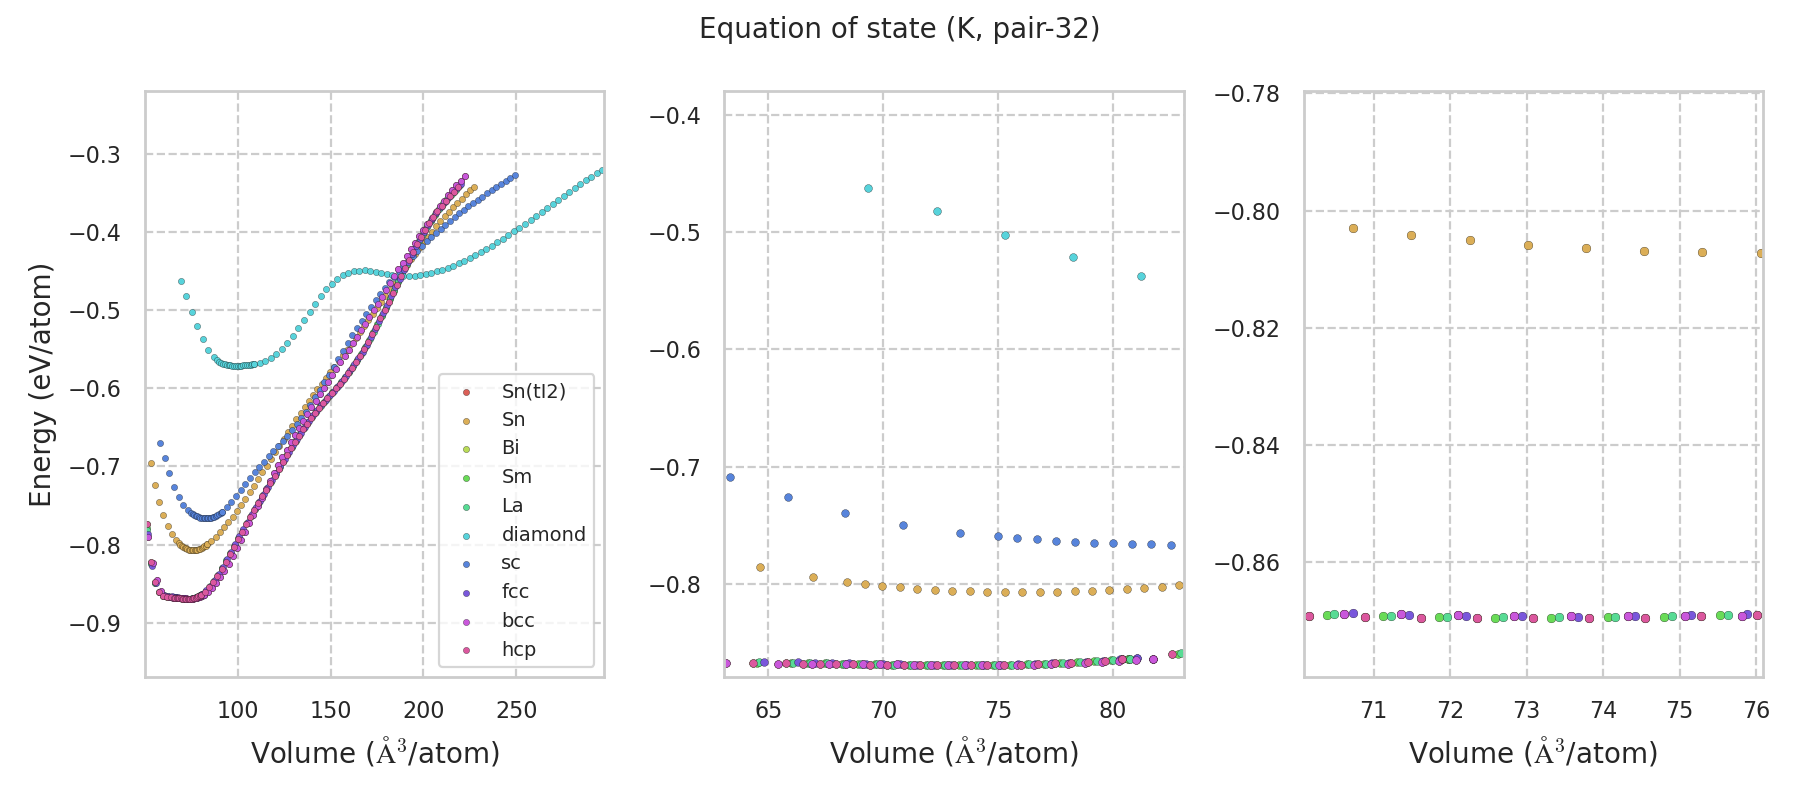 Equation of state (K, pair-32)
Energy (eV/atom)
−0.3
−0.4
−0.5
−0.6
−0.7
−0.8
−0.9
100
150
200
250
Volume (Å³/atom)
Sn(tI2)
Sn
Bi
Sm
La
diamond
sc
fcc
bcc
hcp
−0.4
−0.5
−0.6
−0.7
−0.8
65
70
75
80
Volume (Å³/atom)
−0.78
−0.80
−0.82
−0.84
−0.86
71
72
73
74
75
76
Volume (Å³/atom)